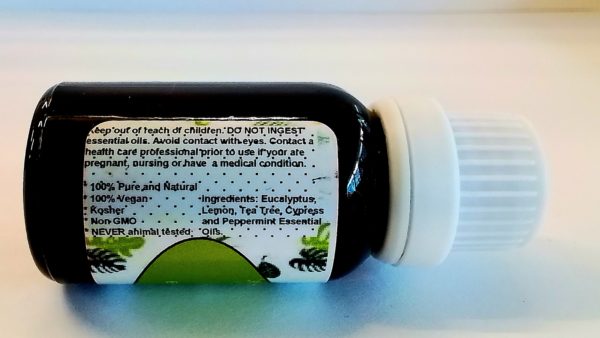 Keep out of reach of children. DO NOT INGEST
essential oils. Avoid contact with eyes. Contact a
health care professional prior to use if your are
pregnant, nursing or have a medical condition.
* 100% Pure and Natural
* 100% Vegan
* Kosher
* Non-GMO
* NEVER animal tested
Ingredients: Eucalyptus,
Lemon, Tea Tree, Cypress
and Peppermint Essential
Oils.